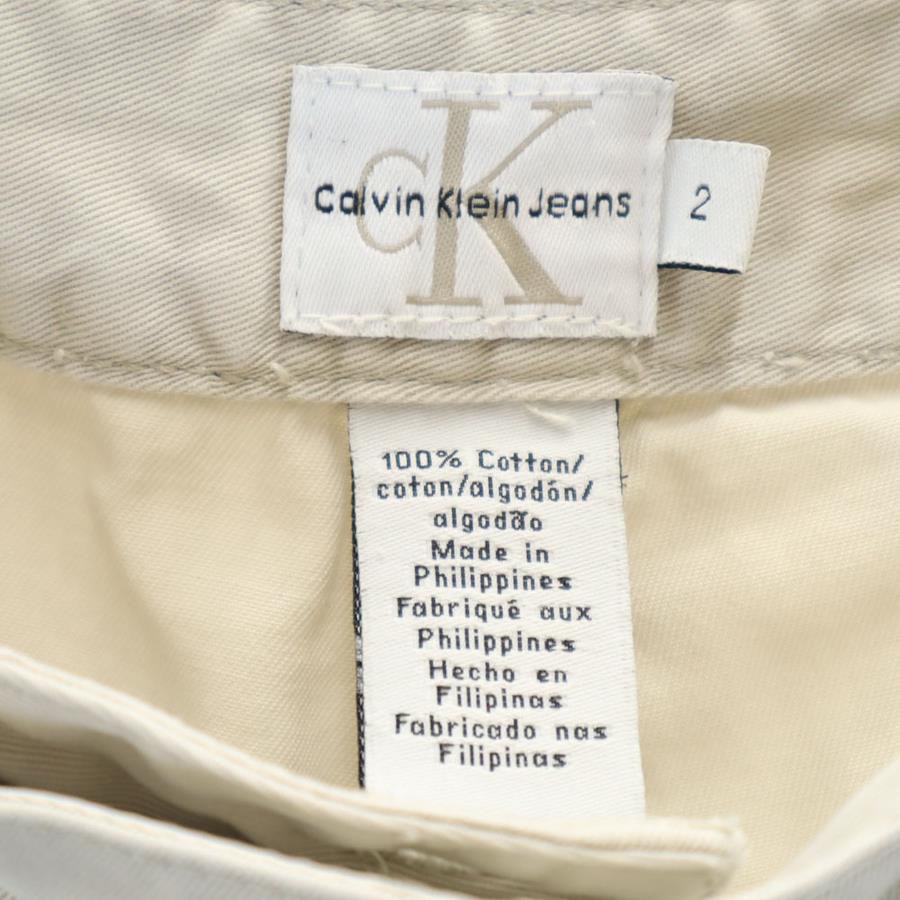 CK
Calvin Klein Jeans
2
100% Cotton/
coton/algodón/
algodão
Made in
Philippines
Fabriqué aux
Philippines
Hecho en
Filipinas
Fabricado nas
Filipinas